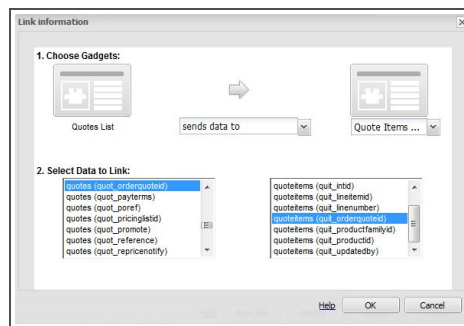 Link information
1. Choose Gadgets:
Quotes List
sends data to
Quote Items ...
2. Select Data to Link:
quotes (quot_orderquoteid)
quotes (quot_payterms)
quotes (quot_poref)
quotes (quot_pricinglistid)
quotes (quot_promote)
quotes (quot_reference)
quotes (quot_repricenotify)
quoteitems (quit_intid)
quoteitems (quit_lineitemid)
quoteitems (quit_linenumber)
quoteitems (quit_orderquoteid)
quoteitems (quit_productfamilyid)
quoteitems (quit_productid)
quoteitems (quit_updatedby)
Help
OK
Cancel